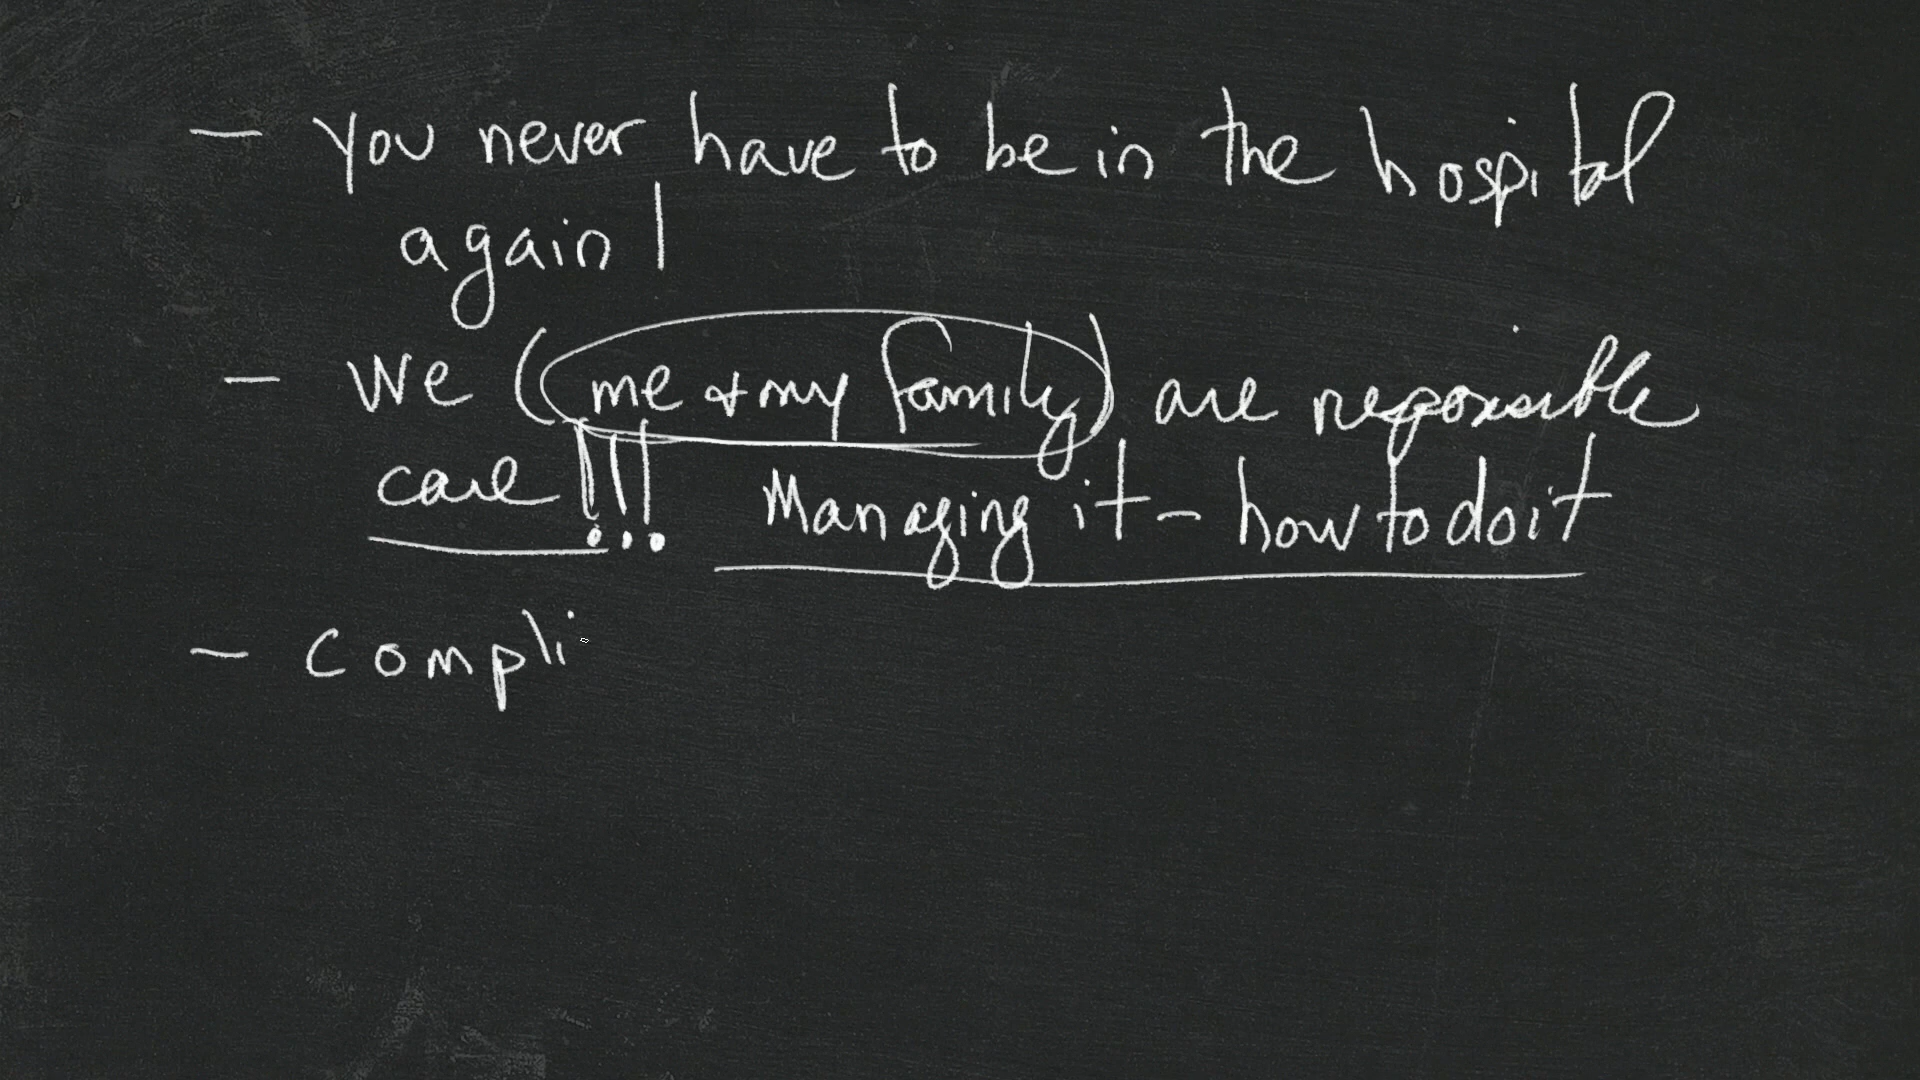 - You never have to be in the hospital
again!
- We (me + my family) are responsible
care!!! Managing it - how to do it
- Compli